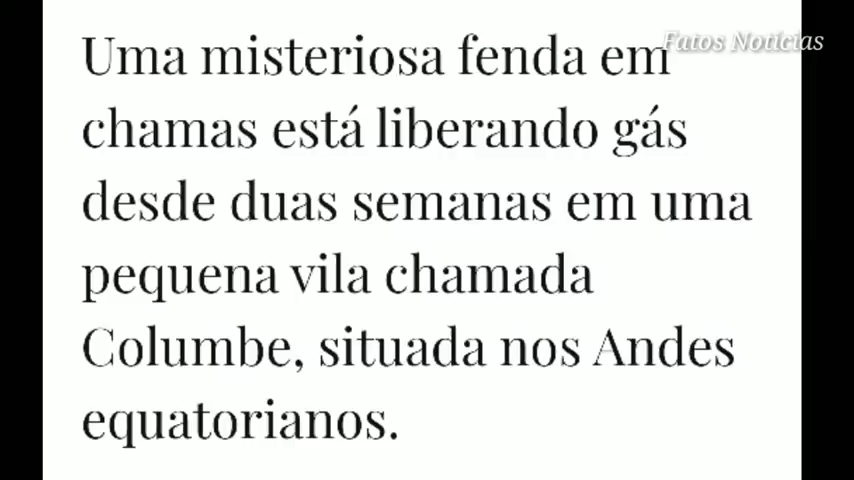 Fatos Notícias
Uma misteriosa fenda em
chamas está liberando gás
desde duas semanas em uma
pequena vila chamada
Columbe, situada nos Andes
equatorianos.